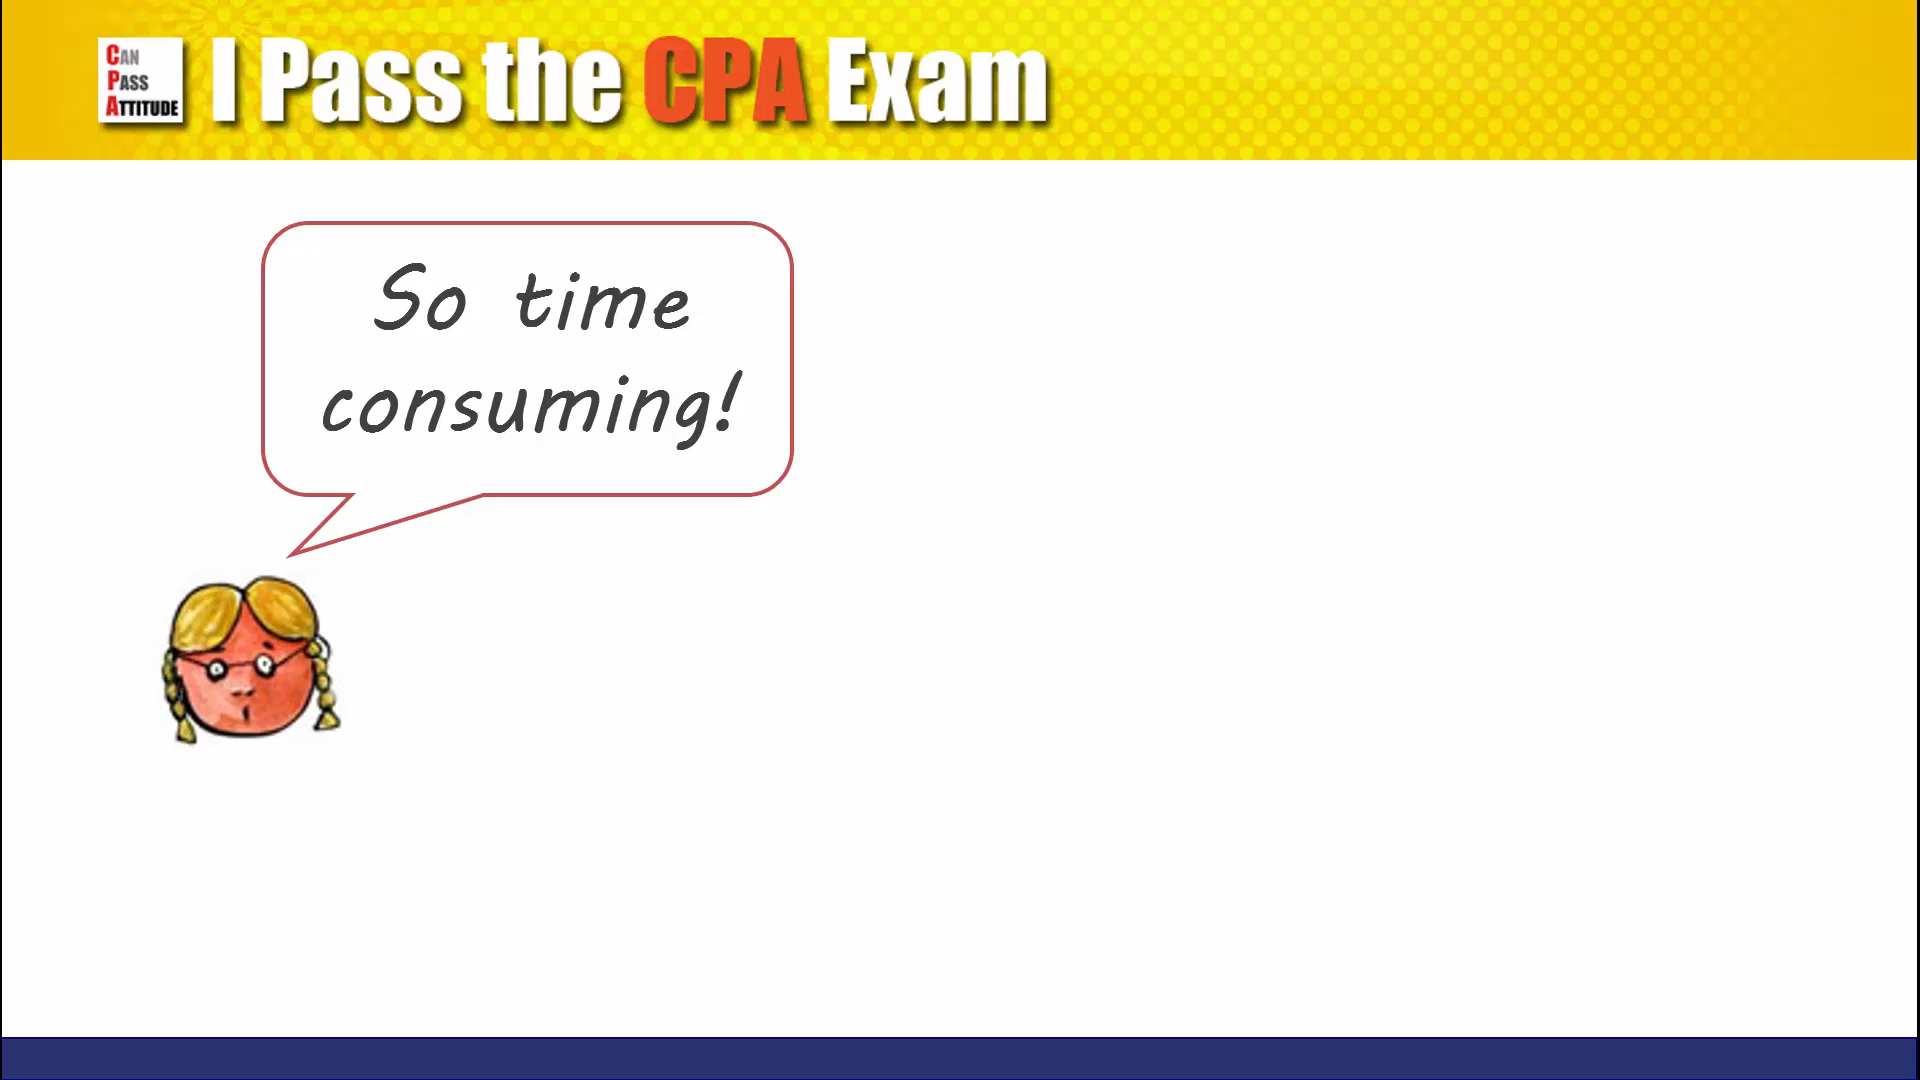 CAN
PASS
ATTITUDE
I Pass the CPA Exam
So time
consuming!